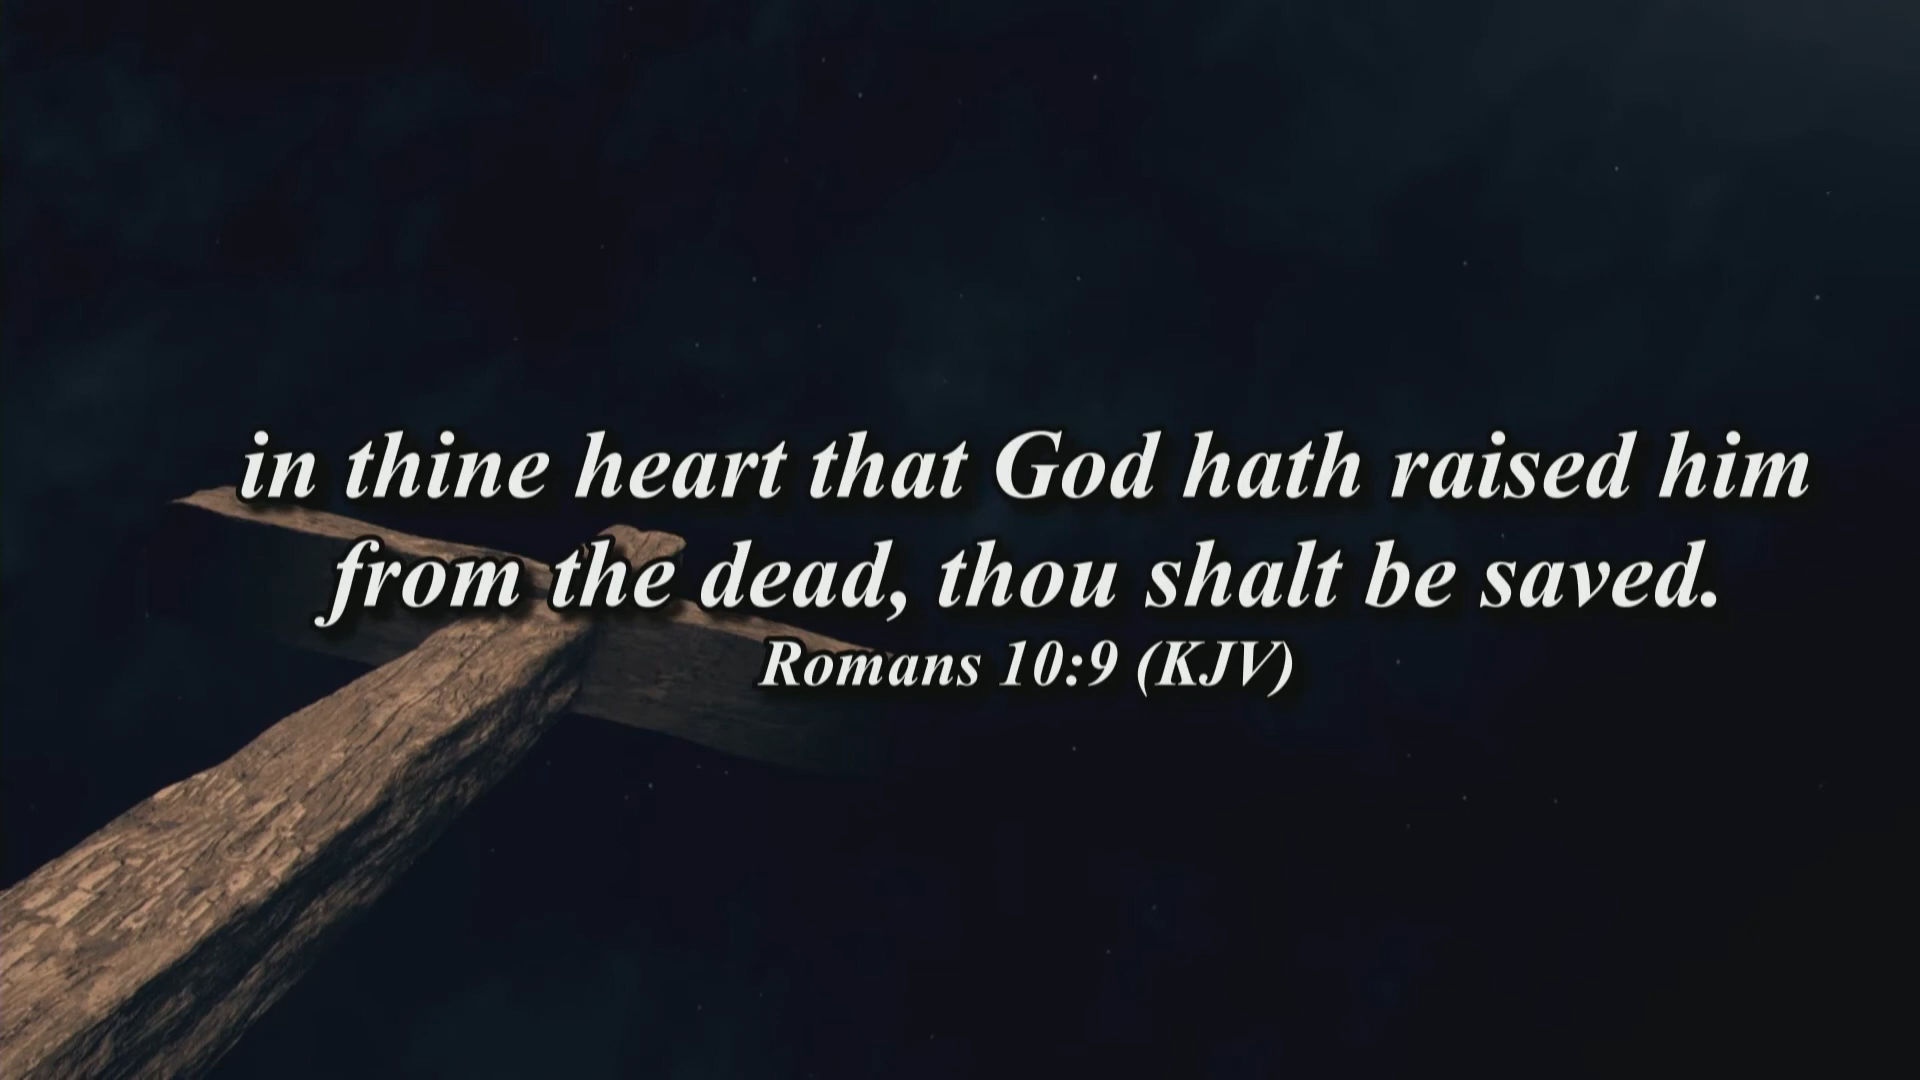 in thine heart that God hath raised him
from the dead, thou shalt be saved.
Romans 10:9 (KJV)